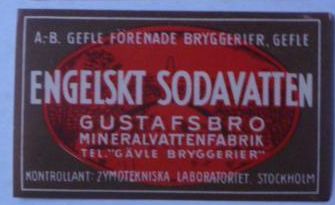 A.-B. GEFLE FÖRENADE BRYGGERIER, GEFLE
ENGELSKT SODAVATTEN
GUSTAFSBRO
MINERALVATTENFABRIK
TEL. "GÄVLE BRYGGERIER"
KONTROLLANT: ZYMOTEKNISKA LABORATORIET, STOCKHOLM